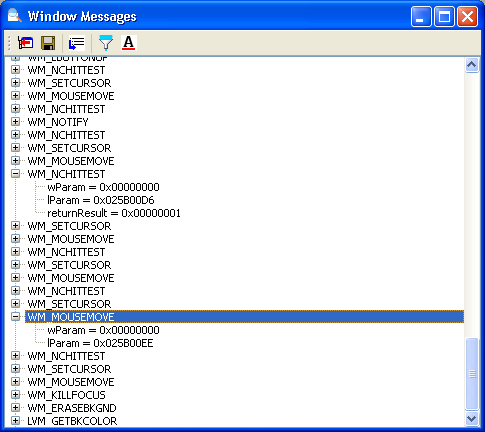 Window Messages
A
WM_LBUTTONUP
WM_NCHITTEST
WM_SETCURSOR
WM_MOUSEMOVE
WM_NCHITTEST
WM_NOTIFY
WM_NCHITTEST
WM_SETCURSOR
WM_MOUSEMOVE
WM_NCHITTEST
wParam = 0x00000000
lParam = 0x025B00D6
returnResult = 0x00000001
WM_SETCURSOR
WM_MOUSEMOVE
WM_NCHITTEST
WM_SETCURSOR
WM_MOUSEMOVE
WM_NCHITTEST
WM_SETCURSOR
WM_MOUSEMOVE
wParam = 0x00000000
lParam = 0x025B00EE
WM_NCHITTEST
WM_SETCURSOR
WM_MOUSEMOVE
WM_KILLFOCUS
WM_ERASEBKGND
LVM_GETBKCOLOR